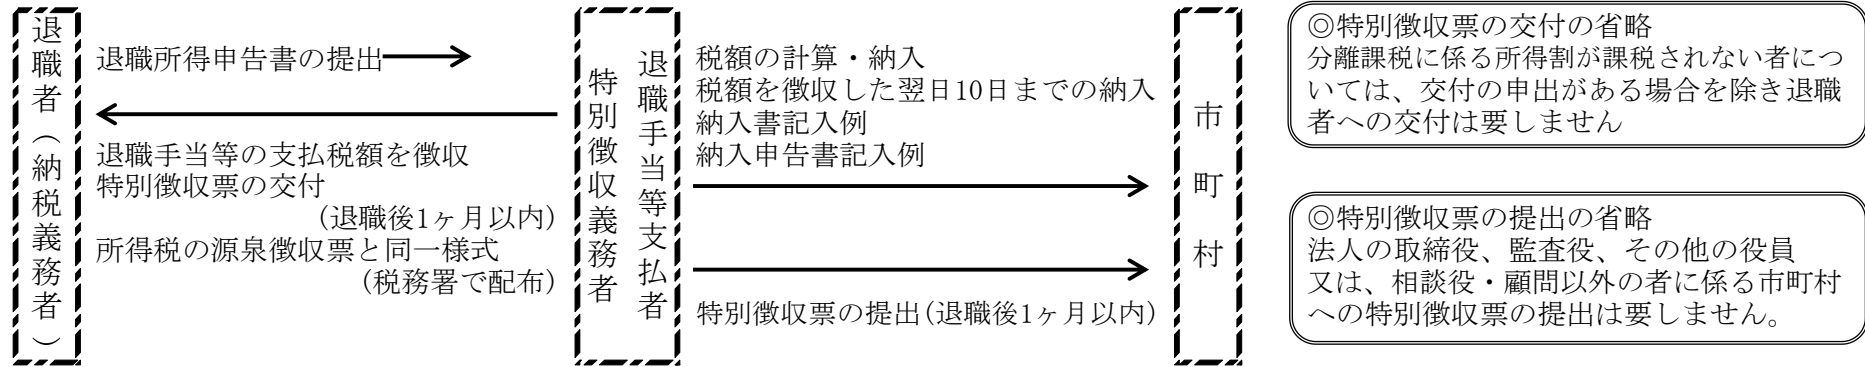 退職者（納税義務者）
退職所得申告書の提出
退職手当等の支払税額を徴収
特別徴収票の交付
(退職後1ヶ月以内)
所得税の源泉徴収票と同一様式
(税務署で配布)
退職手当等支払者
特別徴収義務者
税額の計算・納入
税額を徴収した翌日10日までの納入
納入書記入例
納入申告書記入例
特別徴収票の提出(退職後1ヶ月以内)
市町村
◎特別徴収票の交付の省略
分離課税に係る所得割が課税されない者につ
いては、交付の申出がある場合を除き退職
者への交付は要しません
◎特別徴収票の提出の省略
法人の取締役、監査役、その他の役員
又は、相談役・顧問以外の者に係る市町村
への特別徴収票の提出は要しません。